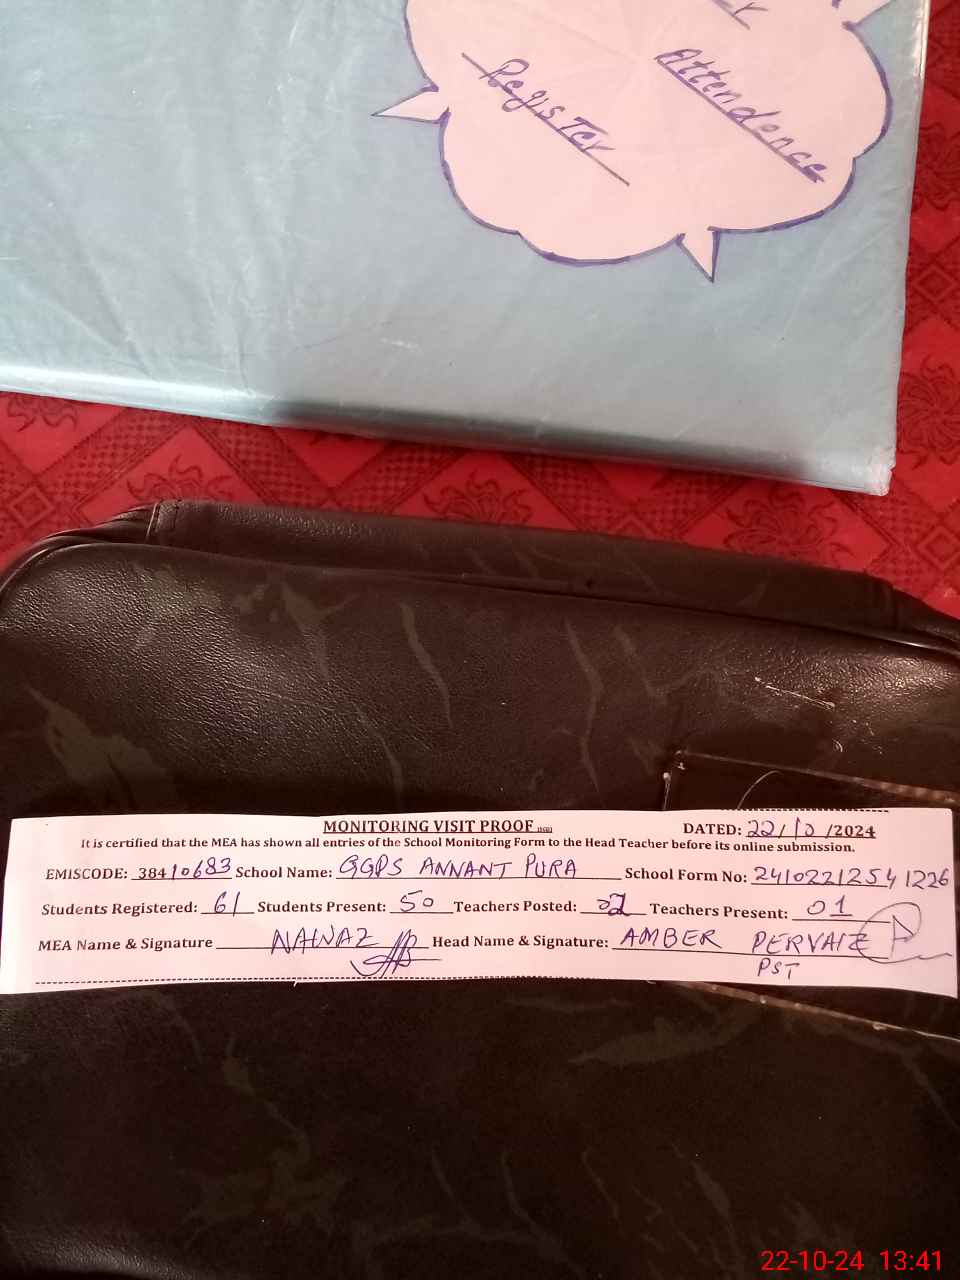 Attendence
Register
MONITORING VISIT PROOF
DATED: 22/10/2024
It is certified that the MEA has shown all entries of the School Monitoring Form to the Head Teacher before its online submission.
EMISCODE: 38410683 School Name: GGPS ANNANT PURA School Form No: 24102212541226
Students Registered: 61 Students Present: 50 Teachers Posted: 02 Teachers Present: 01
MEA Name & Signature NAINAZ Head Name & Signature: AMBER PERVAIZ
PST
22-10-24 13:41